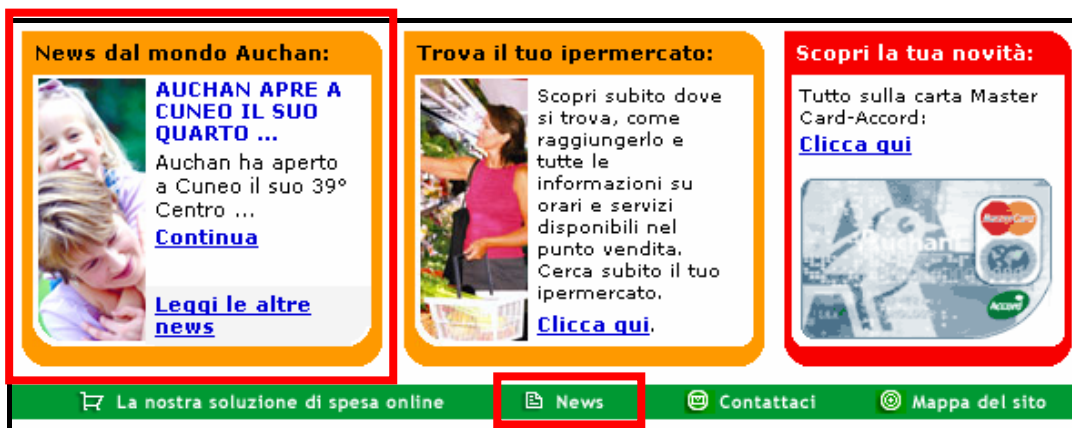 News dal mondo Auchan:
AUCHAN APRE A
CUNEO IL SUO
QUARTO ...
Auchan ha aperto
a Cuneo il suo 39°
Centro ...
Continua
Leggi le altre
news
Trova il tuo ipermercato:
Scopri subito dove
si trova, come
raggiungerlo e
tutte le
informazioni su
orari e servizi
disponibili nel
punto vendita.
Cerca subito il tuo
ipermercato.
Clicca qui.
Scopri la tua novità:
Tutto sulla carta Master
Card-Accord:
Clicca qui
Auchan
MasterCard
Accord
La nostra soluzione di spesa online
News
Contattaci
Mappa del sito